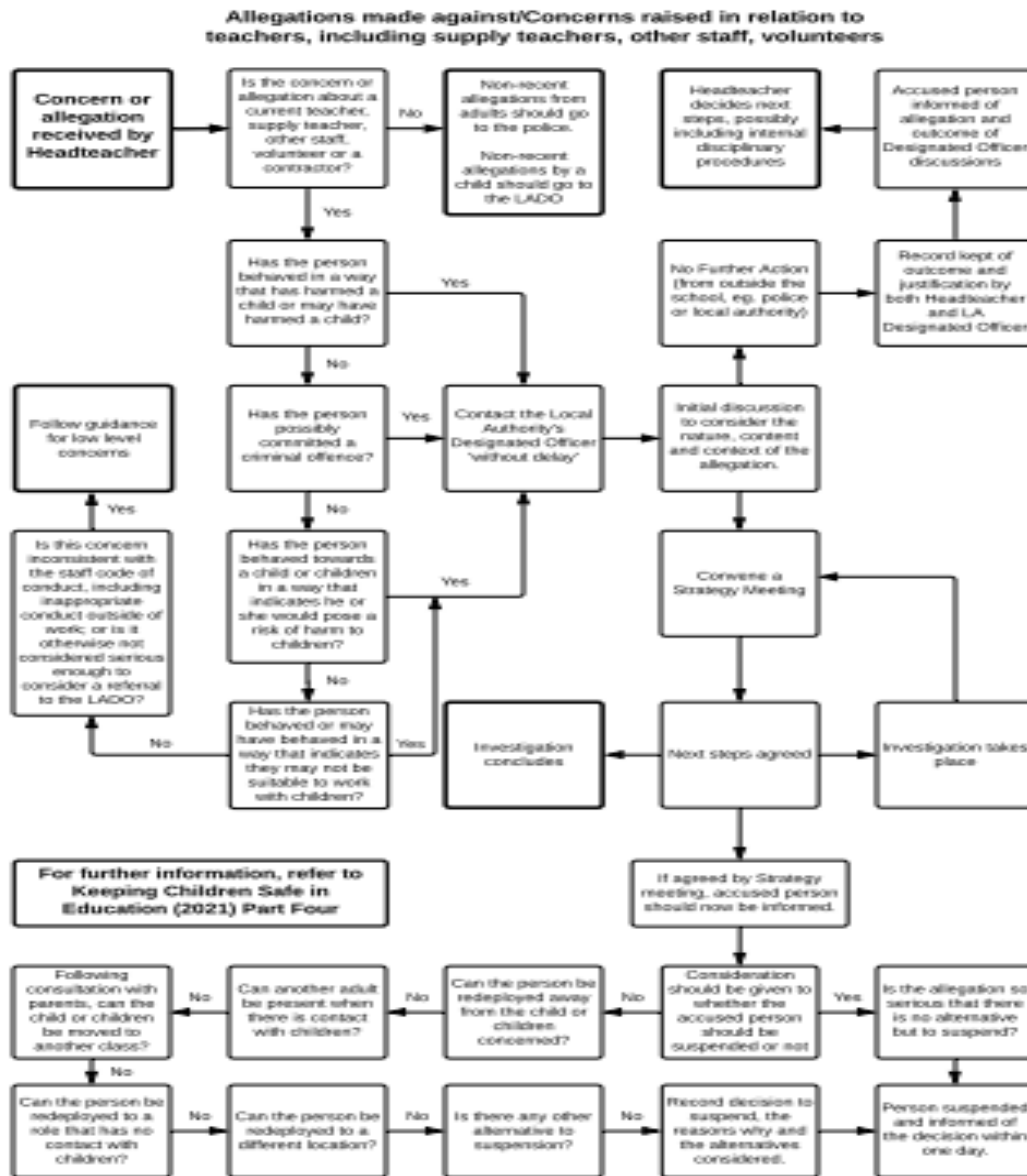 Allegations made against/Concerns raised in relation to
teachers, including supply teachers, other staff, volunteers
Concern or
allegation
received by
Headteacher
Is the concern or
allegation about a
current teacher,
supply teacher,
other staff,
volunteer or a
contractor?
No
Non-recent
allegations from
adults should go
to the police.
Non-recent
allegations by a
child should go to
the LADO
Headteacher
decides next
steps, possibly
including internal
disciplinary
procedures
Accused person
informed of
allegation and
outcome of
Designated Officer
discussions
Yes
Has the person
behaved in a way
that has harmed a
child or may have
harmed a child?
Yes
No Further Action
(from outside the
school, eg. police
or local authority)
Record kept of
outcome and
justification by
both Headteacher
and LA
Designated Officer
No
Follow guidance
for low level
concerns
Has the person
possibly
committed a
criminal offence?
Yes
Contact the Local
Authority's
Designated Officer
'without delay'
Initial discussion
to consider the
nature, content
and context of the
allegation.
Yes
No
Is this concern
inconsistent with
the staff code of
conduct, including
inappropriate
conduct outside of
work; or is it
otherwise not
considered serious
enough to
consider a referral
to the LADO?
Has the person
behaved towards
a child or children
in a way that
indicates he or
she would pose a
risk of harm to
children?
Yes
Convene a
Strategy Meeting
No
No
Has the person
behaved or may
have behaved in a
way that indicates
they may not be
suitable to work
with children?
Yes
Investigation
concludes
Next steps agreed
Investigation takes
place
For further information, refer to
Keeping Children Safe in
Education (2021) Part Four
If agreed by Strategy
meeting, accused person
should now be informed.
Following
consultation with
parents, can the
child or children
be moved to
another class?
No
Can another adult
be present when
there is contact
with children?
No
Can the person be
redeployed away
from the child or
children
concerned?
No
Consideration
should be given to
whether the
accused person
should be
suspended or not
Yes
Is the allegation so
serious that there
is no alternative
but to suspend?
No
Can the person be
redeployed to a
role that has no
contact with
children?
No
Can the person be
redeployed to a
different location?
No
Is there any other
alternative to
suspension?
No
Record decision to
suspend, the
reasons why and
the alternatives
considered.
Person suspended
and informed of
the decision within
one day.